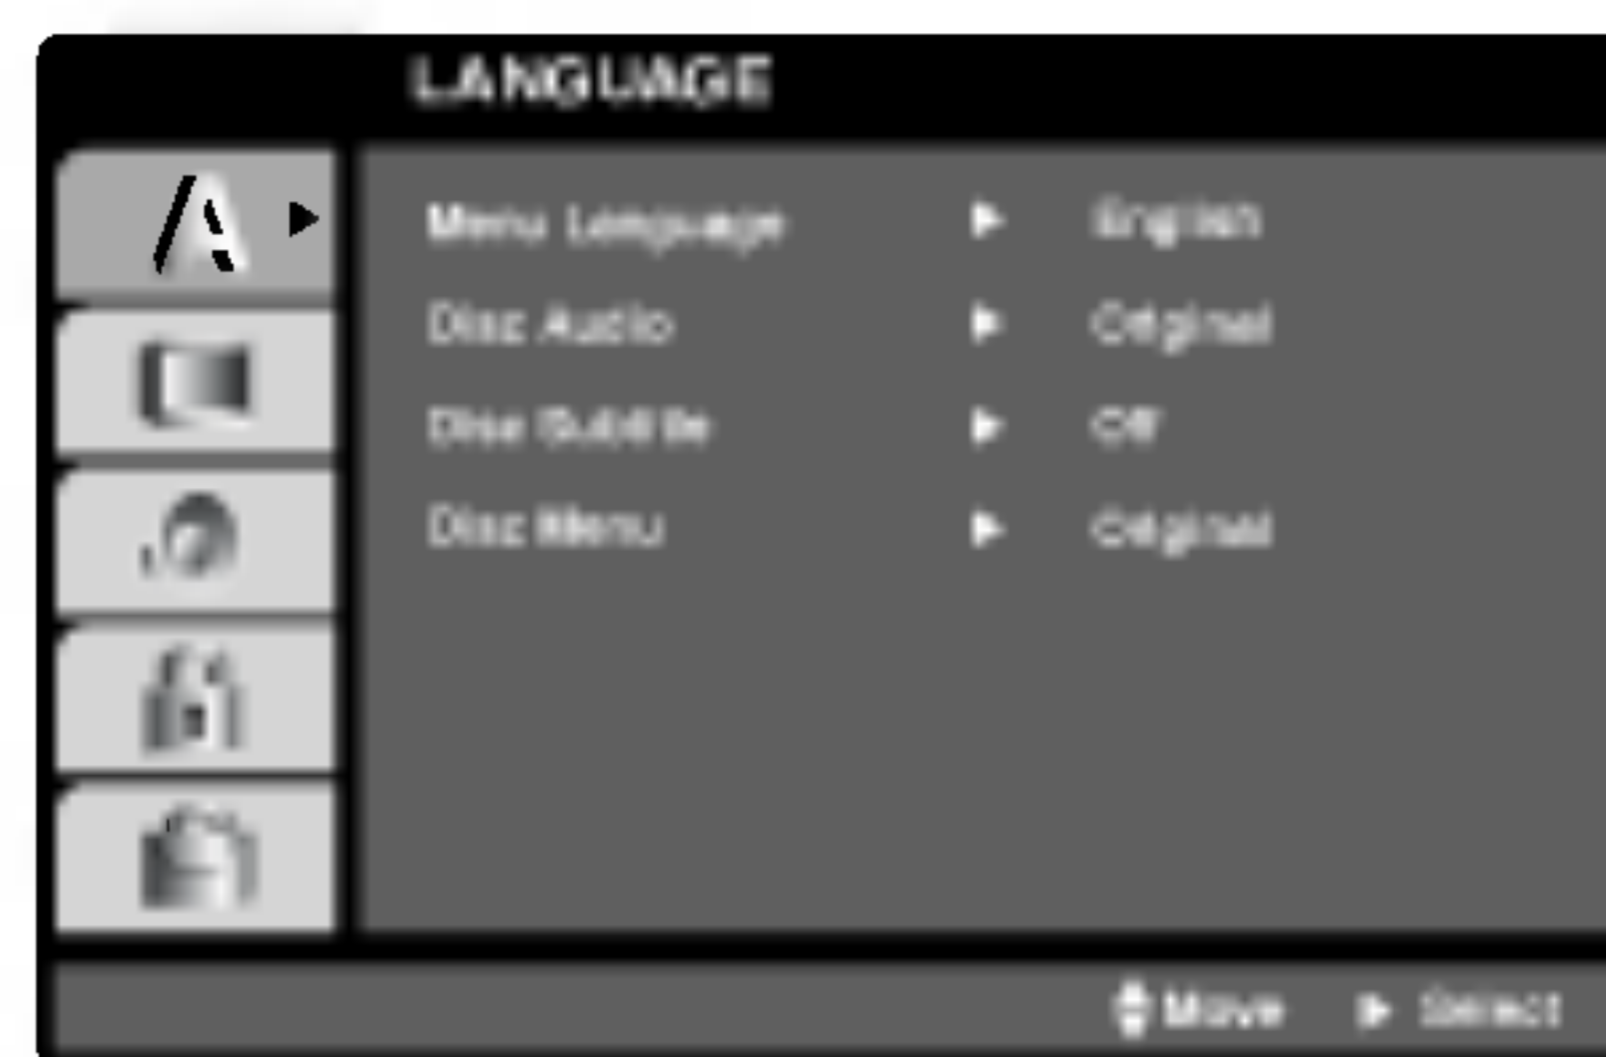 LANGUAGE
Menu Language ▶ English
Disc Audio ▶ Original
Disc Subtitle ▶ Off
Disc Menu ▶ Original
Move ▶ Select